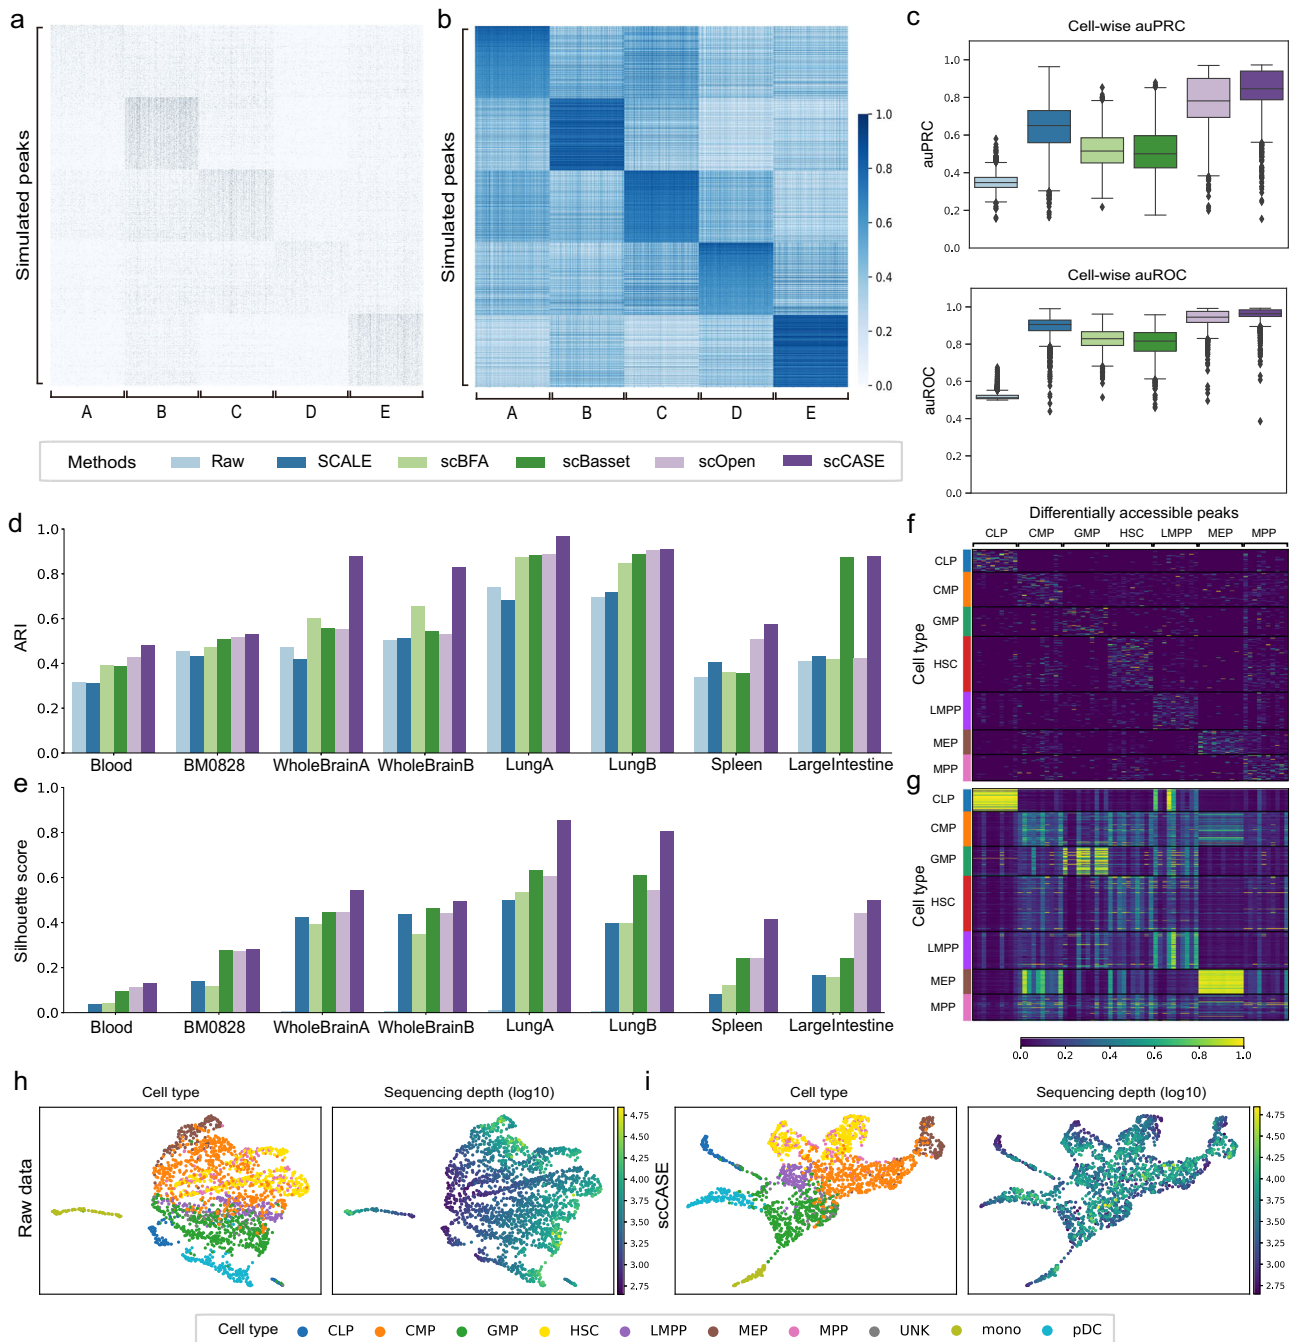 a
Simulated peaks
A B C D E
b
Simulated peaks
A B C D E
1.0
0.8
0.6
0.4
0.2
0.0
c
Cell-wise auPRC
auPRC
1.0
0.8
0.6
0.4
0.2
0.0
Cell-wise auROC
auROC
1.0
0.8
0.6
0.4
0.2
0.0
Methods Raw SCALE scBFA scBasset scOpen scCASE
d
ARI
1.0
0.8
0.6
0.4
0.2
0.0
Blood BM0828 WholeBrainA WholeBrainB LungA LungB Spleen LargeIntestine
e
Silhouette score
1.0
0.8
0.6
0.4
0.2
0.0
Blood BM0828 WholeBrainA WholeBrainB LungA LungB Spleen LargeIntestine
f
Differentially accessible peaks
CLP CMP GMP HSC LMPP MEP MPP
Cell type
CLP
CMP
GMP
HSC
LMPP
MEP
MPP
g
Cell type
CLP
CMP
GMP
HSC
LMPP
MEP
MPP
0.0 0.2 0.4 0.6 0.8 1.0
h
Raw data
Cell type
Sequencing depth (log10)
4.75
4.50
4.25
4.00
3.75
3.50
3.25
3.00
2.75
i
scCASE
Cell type
Sequencing depth (log10)
4.75
4.50
4.25
4.00
3.75
3.50
3.25
3.00
2.75
Cell type CLP CMP GMP HSC LMPP MEP MPP UNK mono pDC